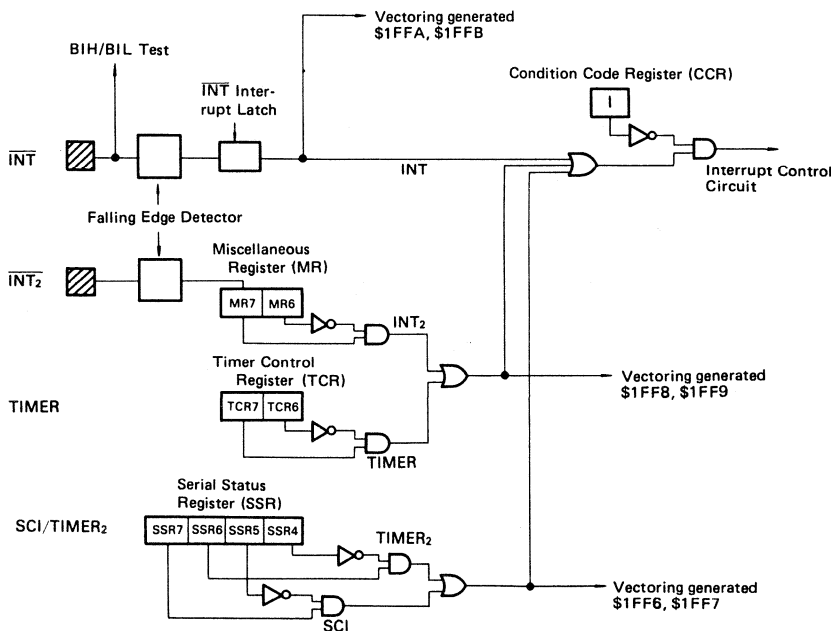 Vectoring generated
$1FFA, $1FFB
BIH/BIL Test
Condition Code Register (CCR)
I
INT Inter-
rupt Latch
INT
INT
Interrupt Control
Circuit
Falling Edge Detector
Miscellaneous
Register (MR)
INT2
MR7 MR6
INT2
Timer Control
Register (TCR)
Vectoring generated
$1FF8, $1FF9
TIMER
TCR7 TCR6
TIMER
Serial Status
Register (SSR)
SCI/TIMER2
SSR7 SSR6 SSR5 SSR4
TIMER2
Vectoring generated
$1FF6, $1FF7
SCI